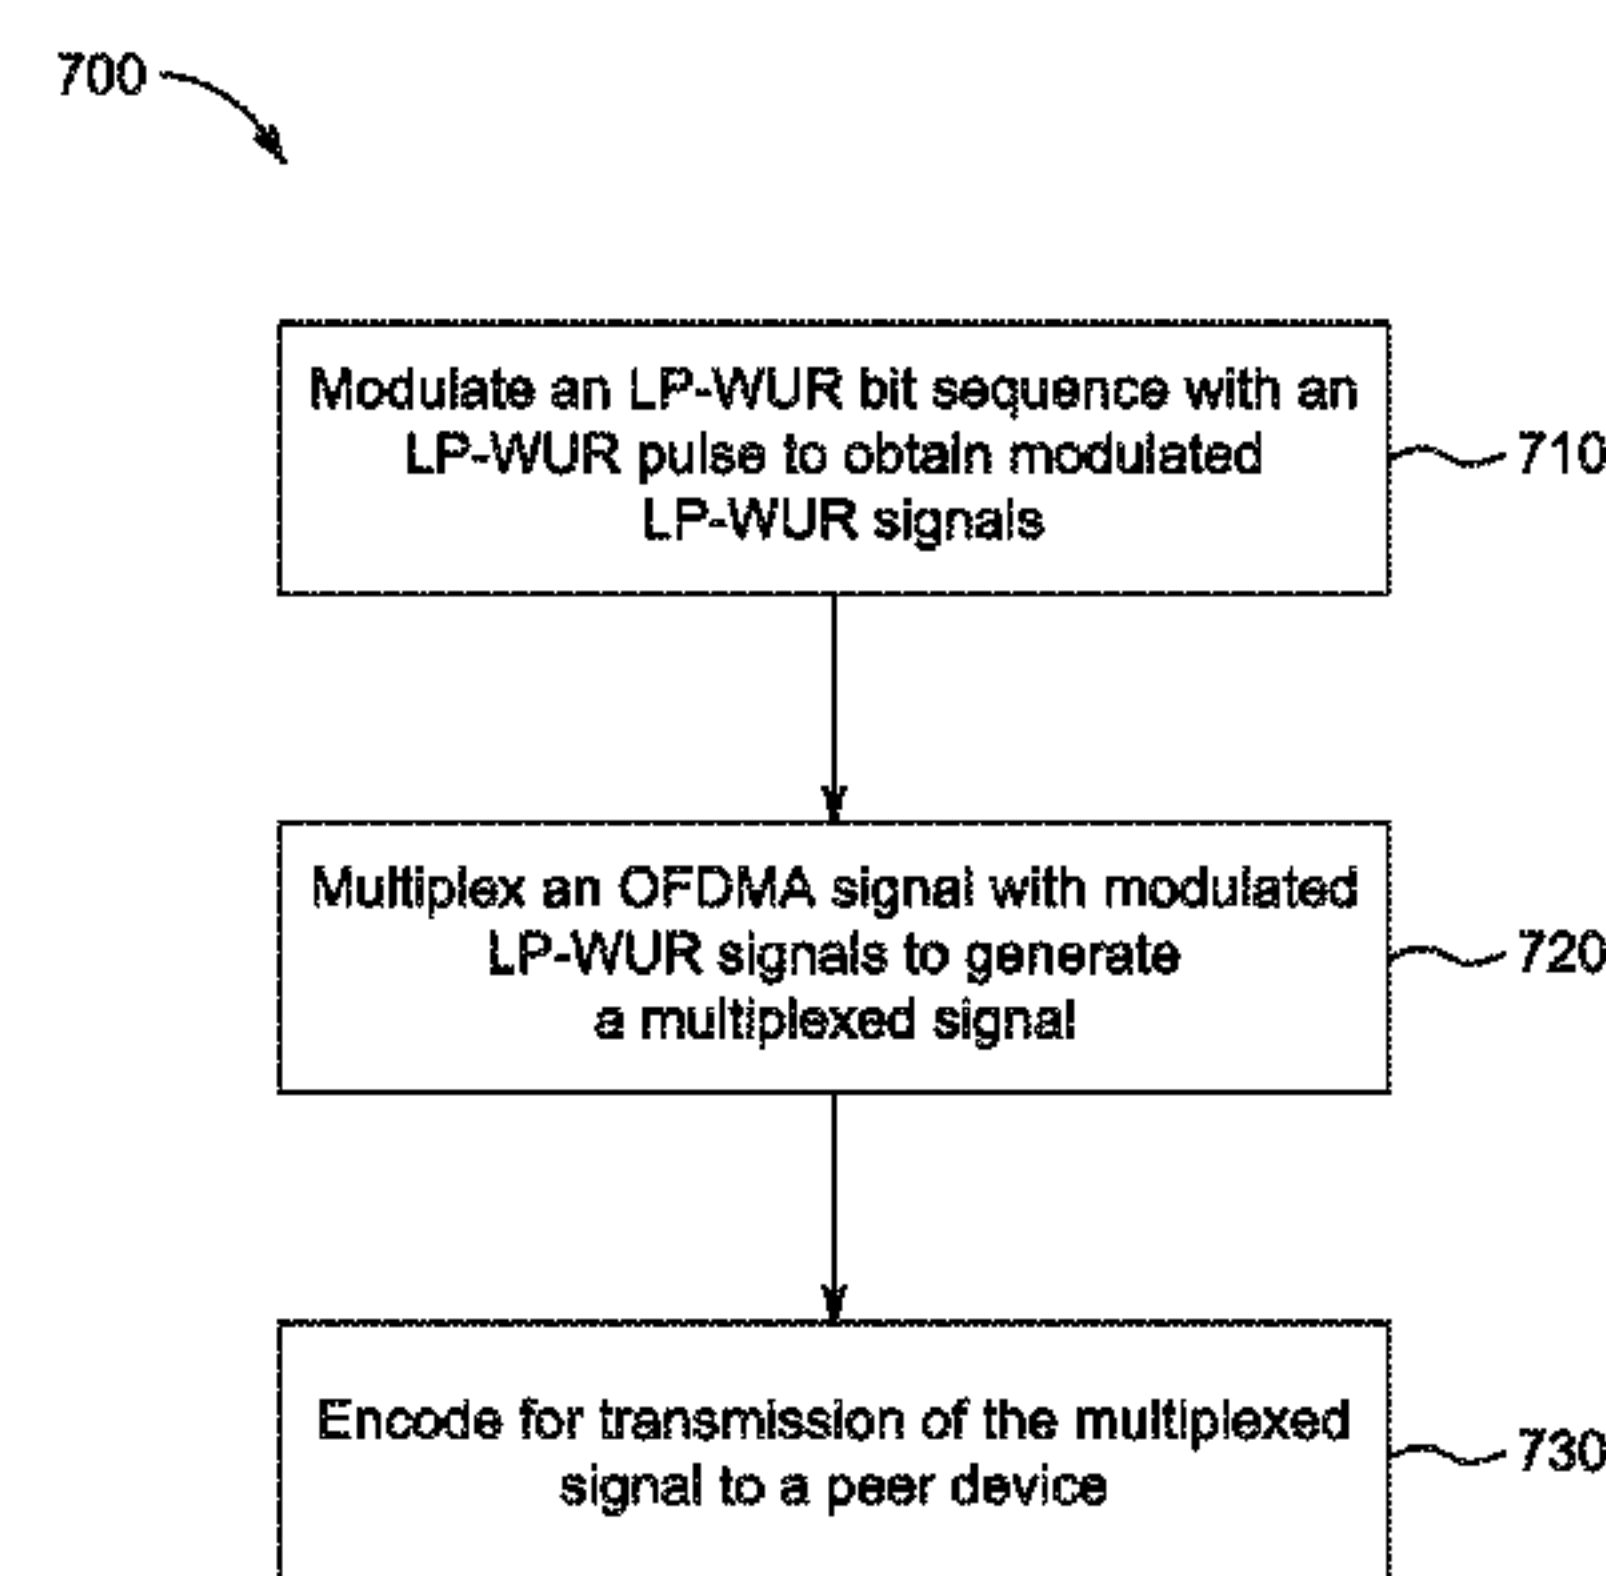 700
Modulate an LP-WUR bit sequence with an
LP-WUR pulse to obtain modulated
LP-WUR signals
710
Multiplex an OFDMA signal with modulated
LP-WUR signals to generate
a multiplexed signal
720
Encode for transmission of the multiplexed
signal to a peer device
730